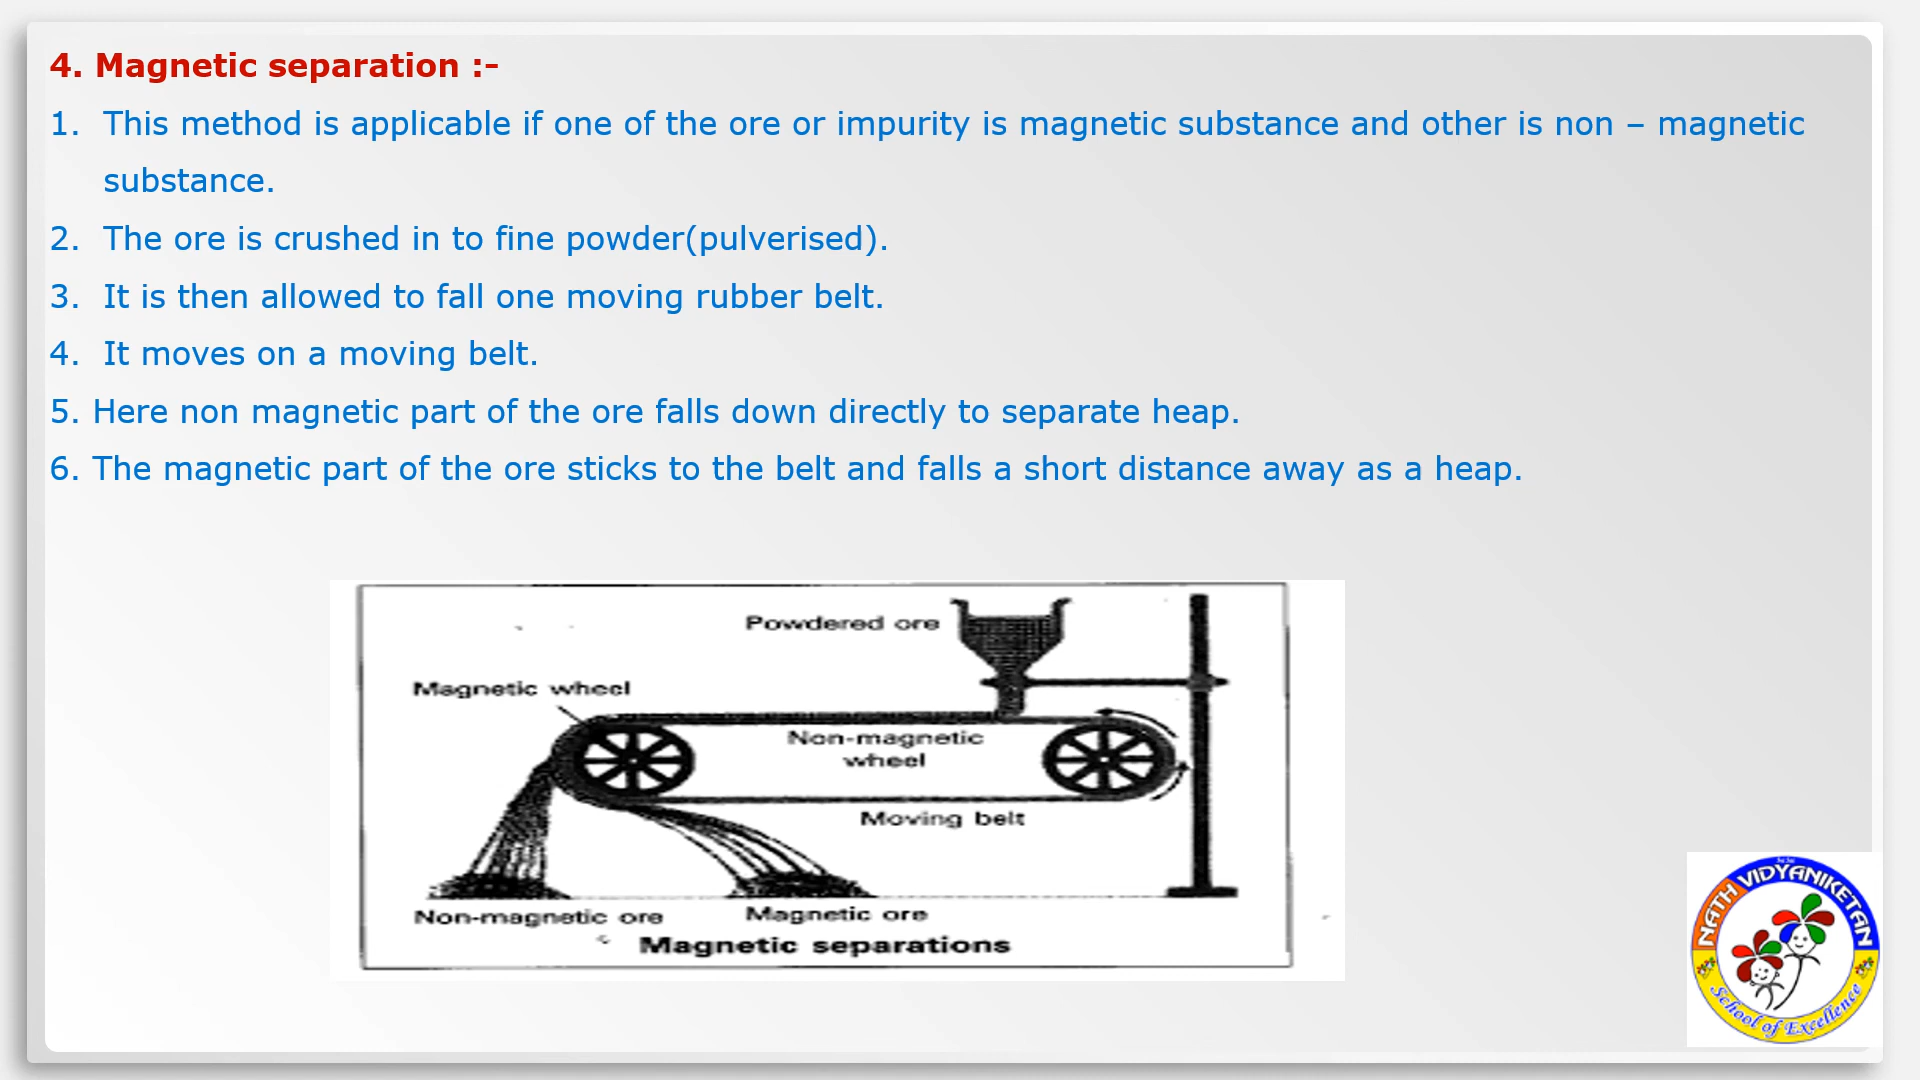 4. Magnetic separation :-
1. This method is applicable if one of the ore or impurity is magnetic substance and other is non – magnetic
substance.
2. The ore is crushed in to fine powder(pulverised).
3. It is then allowed to fall one moving rubber belt.
4. It moves on a moving belt.
5. Here non magnetic part of the ore falls down directly to separate heap.
6. The magnetic part of the ore sticks to the belt and falls a short distance away as a heap.
Powdered ore
Magnetic wheel
Non-magnetic
wheel
Moving belt
Non-magnetic ore
Magnetic ore
Magnetic separations
NATH VIDYANIKETAN
School of Excellence